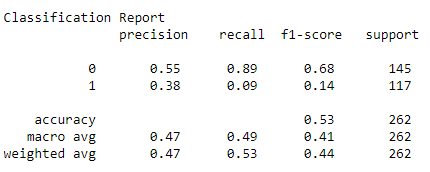 Classification Report
precision recall f1-score support
0 0.55 0.89 0.68 145
1 0.38 0.09 0.14 117
accuracy 0.53 262
macro avg 0.47 0.49 0.41 262
weighted avg 0.47 0.53 0.44 262